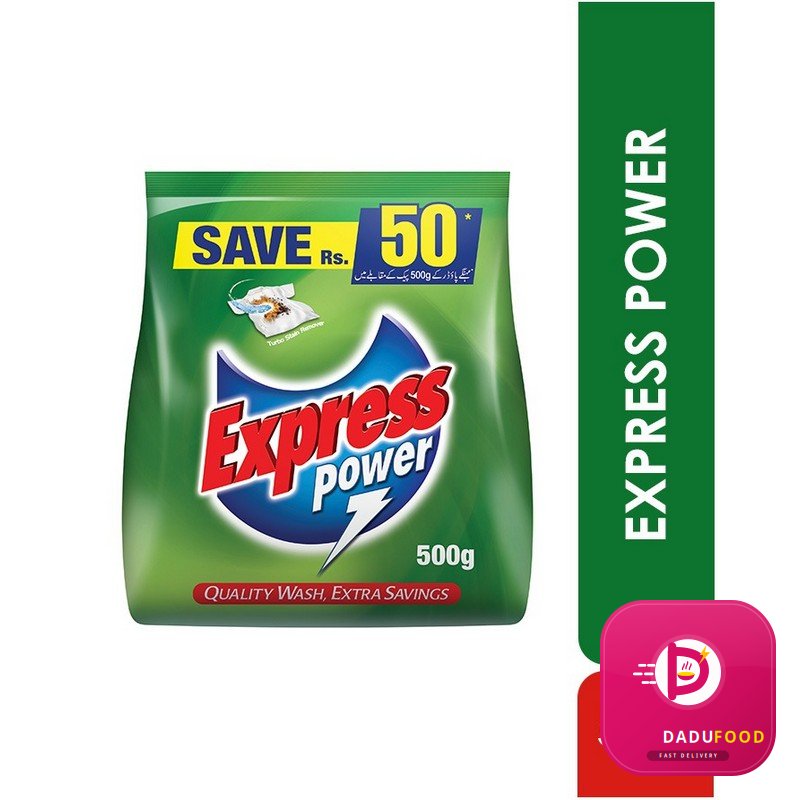 SAVE Rs. 50*
مہنگے پاؤڈر کے 500g پیک کے مقابلے میں*
Turbo Stain Remover
Express
power
500g
QUALITY WASH, EXTRA SAVINGS
EXPRESS POWER
DADUFOOD
FAST DELIVERY